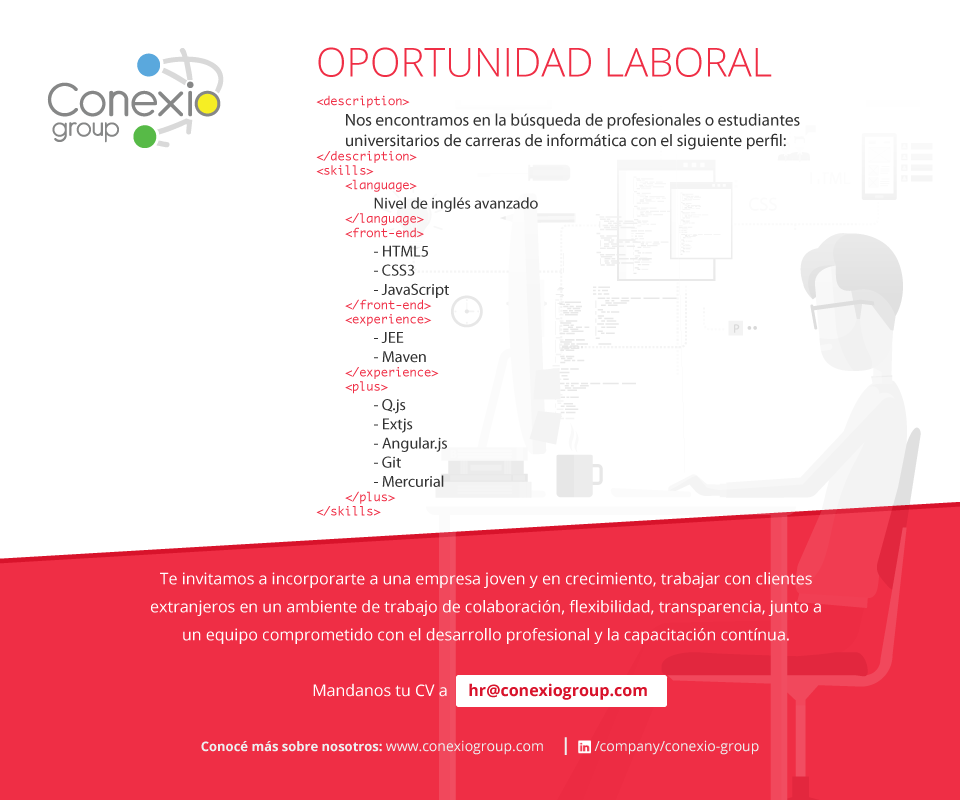 Conexio
group
OPORTUNIDAD LABORAL
<description>
Nos encontramos en la búsqueda de profesionales o estudiantes
universitarios de carreras de informática con el siguiente perfil:
</description>
<skills>
<language>
Nivel de inglés avanzado
</language>
<front-end>
- HTML5
- CSS3
- JavaScript
</front-end>
<experience>
- JEE
- Maven
</experience>
<plus>
- Q.js
- Extjs
- Angular.js
- Git
- Mercurial
</plus>
</skills>
HTML
CSS
P
Te invitamos a incorporarte a una empresa joven y en crecimiento, trabajar con clientes
extranjeros en un ambiente de trabajo de colaboración, flexibilidad, transparencia, junto a
un equipo comprometido con el desarrollo profesional y la capacitación contínua.
Mandanos tu CV a hr@conexiogroup.com
Conocé más sobre nosotros: www.conexiogroup.com | in /company/conexio-group